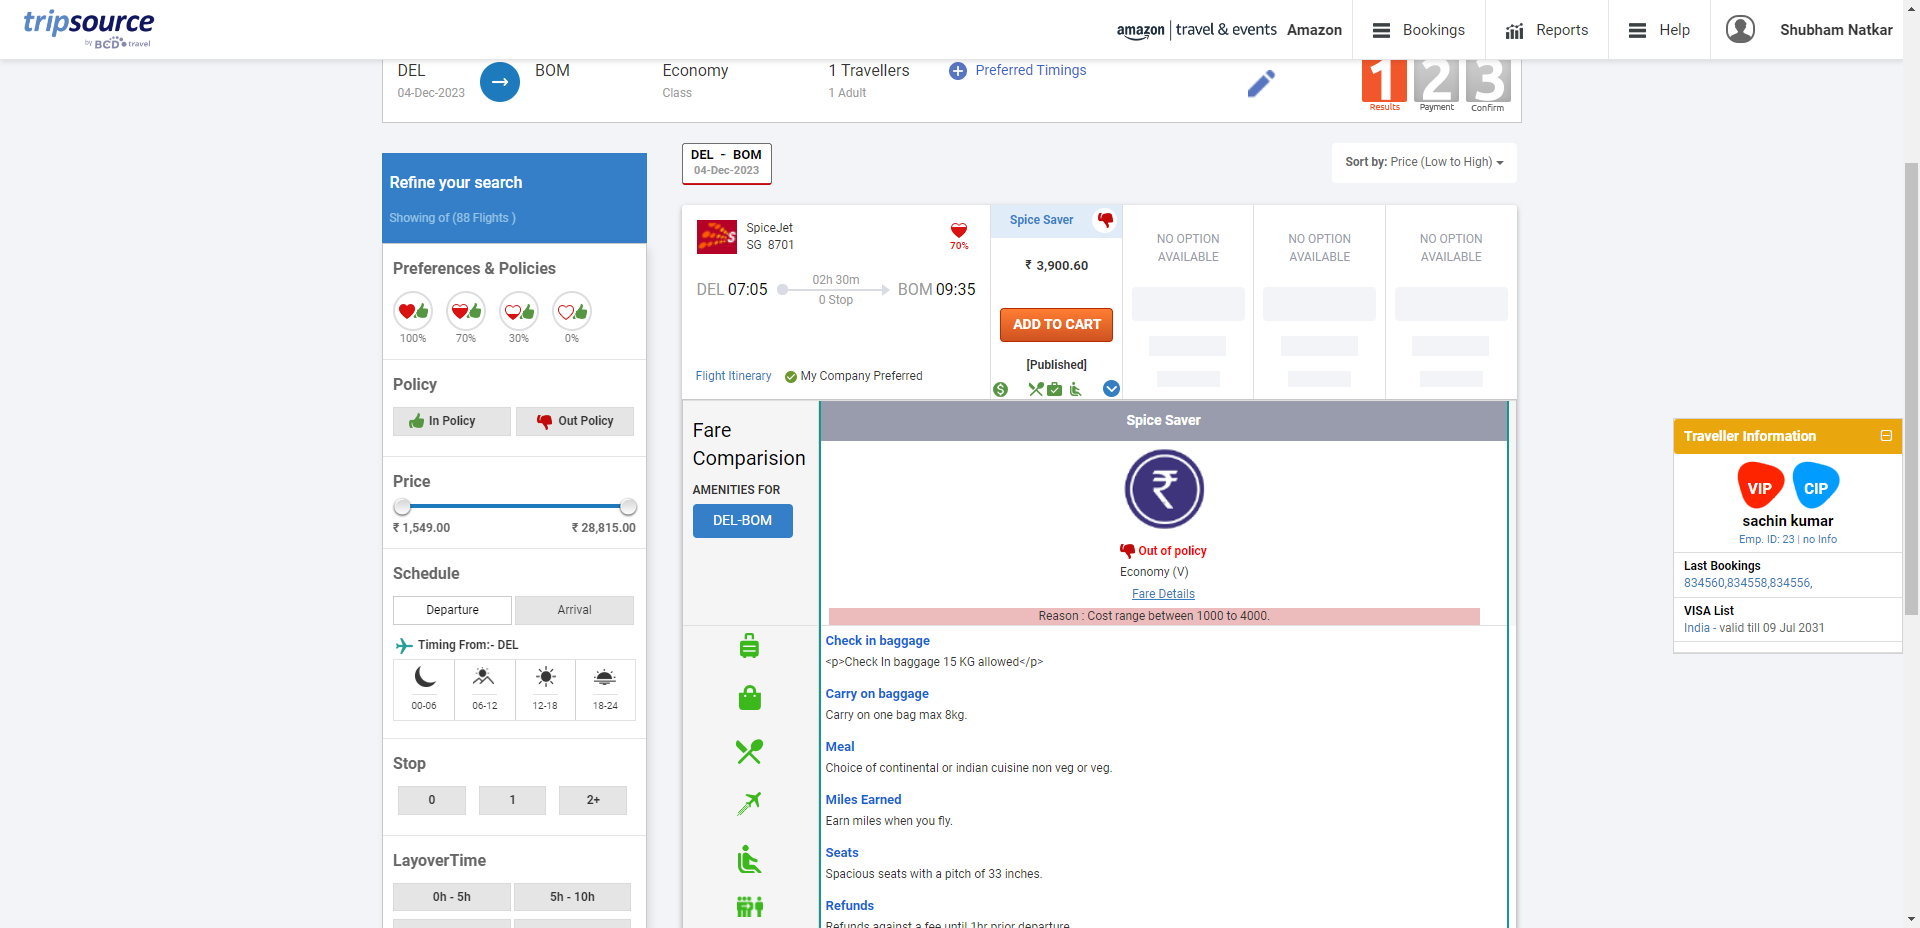 tripsource
by BCD travel
amazon | travel & events Amazon
Bookings
Reports
Help
Shubham Natkar
DEL
04-Dec-2023
BOM
Economy
Class
1 Travellers
1 Adult
Preferred Timings
1 Results
2 Payment
3 Confirm
DEL - BOM
04-Dec-2023
Sort by: Price (Low to High)
Refine your search
Showing of (88 Flights )
Preferences & Policies
100% 70% 30% 0%
Policy
In Policy Out Policy
Price
₹ 1,549.00 ₹ 28,815.00
Schedule
Departure Arrival
Timing From:- DEL
00-06 06-12 12-18 18-24
Stop
0 1 2+
LayoverTime
0h - 5h 5h - 10h
SpiceJet
SG 8701
70%
DEL 07:05
02h 30m
0 Stop
BOM 09:35
Flight Itinerary
My Company Preferred
Spice Saver
₹ 3,900.60
ADD TO CART
[Published]
NO OPTION
AVAILABLE
NO OPTION
AVAILABLE
NO OPTION
AVAILABLE
Fare
Comparision
AMENITIES FOR
DEL-BOM
Spice Saver
₹
Out of policy
Economy (V)
Fare Details
Reason : Cost range between 1000 to 4000.
Check in baggage
<p>Check In baggage 15 KG allowed</p>
Carry on baggage
Carry on one bag max 8kg.
Meal
Choice of continental or indian cuisine non veg or veg.
Miles Earned
Earn miles when you fly.
Seats
Spacious seats with a pitch of 33 inches.
Refunds
Refunds against a fee until 1hr prior departure
Traveller Information
VIP CIP
sachin kumar
Emp. ID: 23 | no Info
Last Bookings
834560,834558,834556,
VISA List
India - valid till 09 Jul 2031